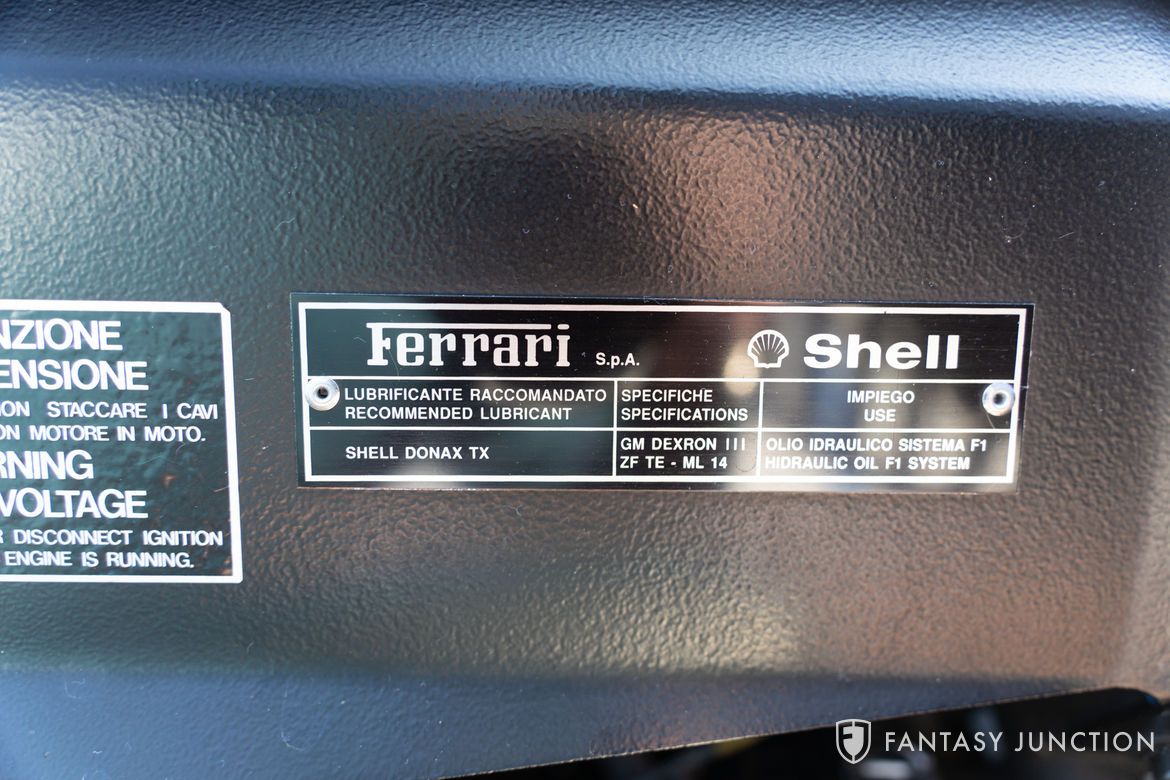 NZIONE
ENSIONE
ON STACCARE I CAVI
ON MOTORE IN MOTO.
RNING
VOLTAGE
R DISCONNECT IGNITION
ENGINE IS RUNNING.
Ferrari S.p.A.
Shell
LUBRIFICANTE RACCOMANDATO
RECOMMENDED LUBRICANT
SPECIFICHE
SPECIFICATIONS
IMPIEGO
USE
SHELL DONAX TX
GM DEXRON III
ZF TE - ML 14
OLIO IDRAULICO SISTEMA F1
HIDRAULIC OIL F1 SYSTEM
FANTASY JUNCTION